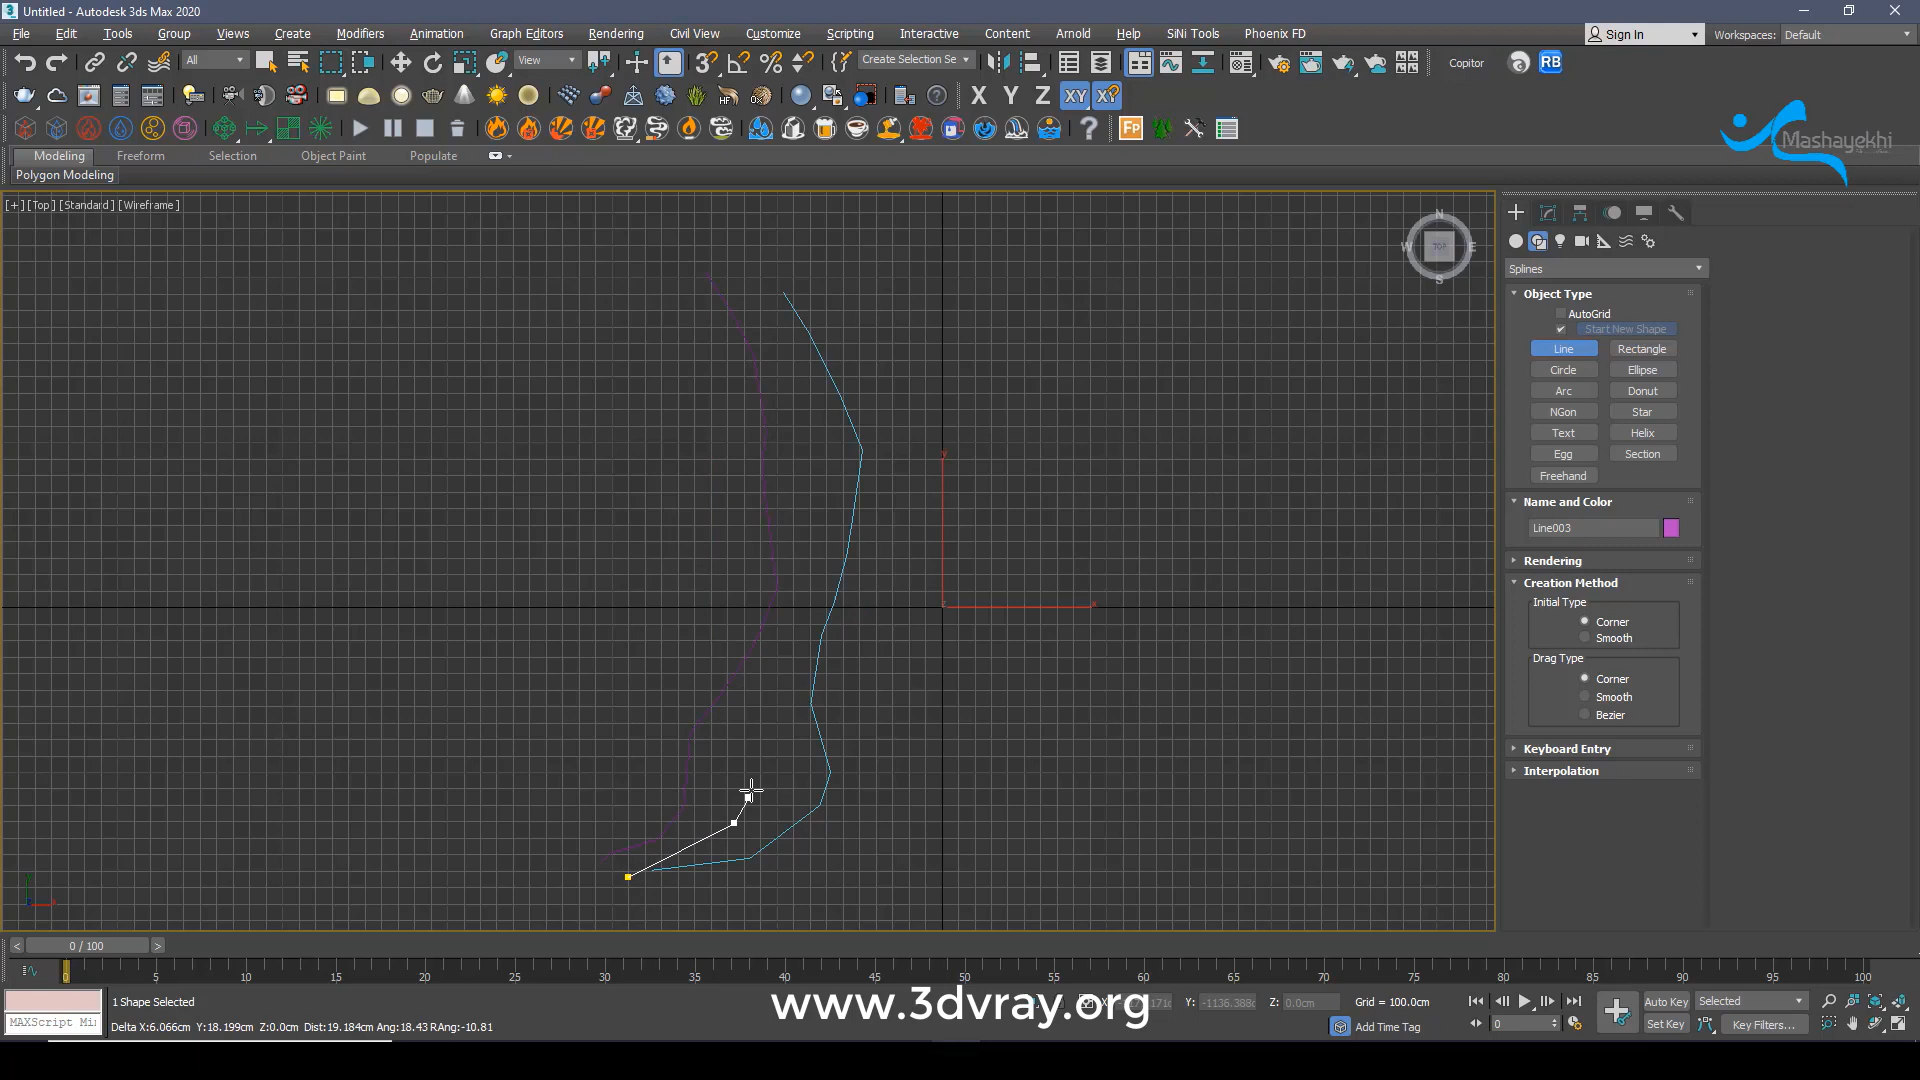 Untitled - Autodesk 3ds Max 2020
File Edit Tools Group Views Create Modifiers Animation Graph Editors Rendering Civil View Customize Scripting Interactive Content Arnold Help SiNi Tools Phoenix FD Sign In Workspaces: Default
All View Create Selection Se Copitor RB
HF X Y Z XY XY
FP Mashayekhi
Modeling Freeform Selection Object Paint Populate
Polygon Modeling
[+] [Top] [Standard] [Wireframe]
N
W TOP E
S
Splines
Object Type
AutoGrid
Start New Shape
Line Rectangle
Circle Ellipse
Arc Donut
NGon Star
Text Helix
Egg Section
Freehand
Name and Color
Line003
Rendering
Creation Method
Initial Type
Corner
Smooth
Drag Type
Corner
Smooth
Bezier
Keyboard Entry
Interpolation
y
x
0 / 100
0 5 10 15 20 25 30 35 40 45 50 55 60 65 70 75 80 85 90 95 100
1 Shape Selected
www.3dvray.org
Y: -1136.388c Z: 0.0cm Grid = 100.0cm
Auto Key Selected
MAXScript Mi
Delta X:6.066cm Y:18.199cm Z:0.0cm Dist:19.184cm Ang:18.43 RAng:-10.81
Add Time Tag
0
Set Key Key Filters...